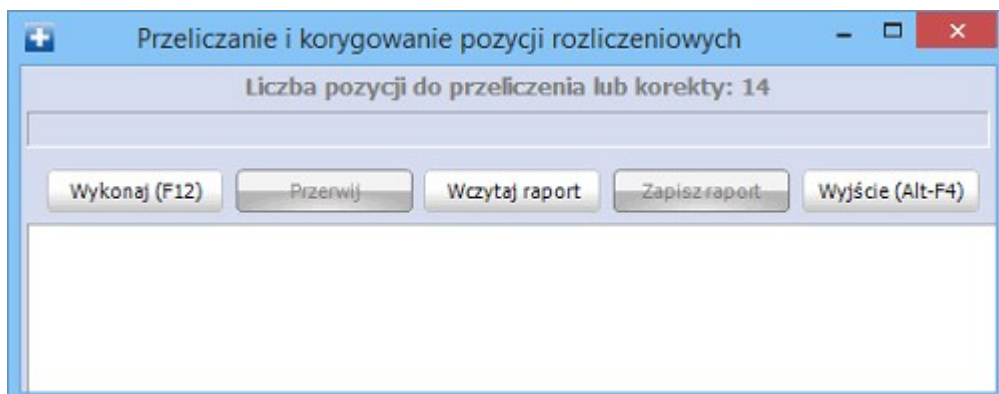 Przeliczanie i korygowanie pozycji rozliczeniowych
Liczba pozycji do przeliczenia lub korekty: 14
Wykonaj (F12) Przerwij Wczytaj raport Zapisz raport Wyjście (Alt-F4)